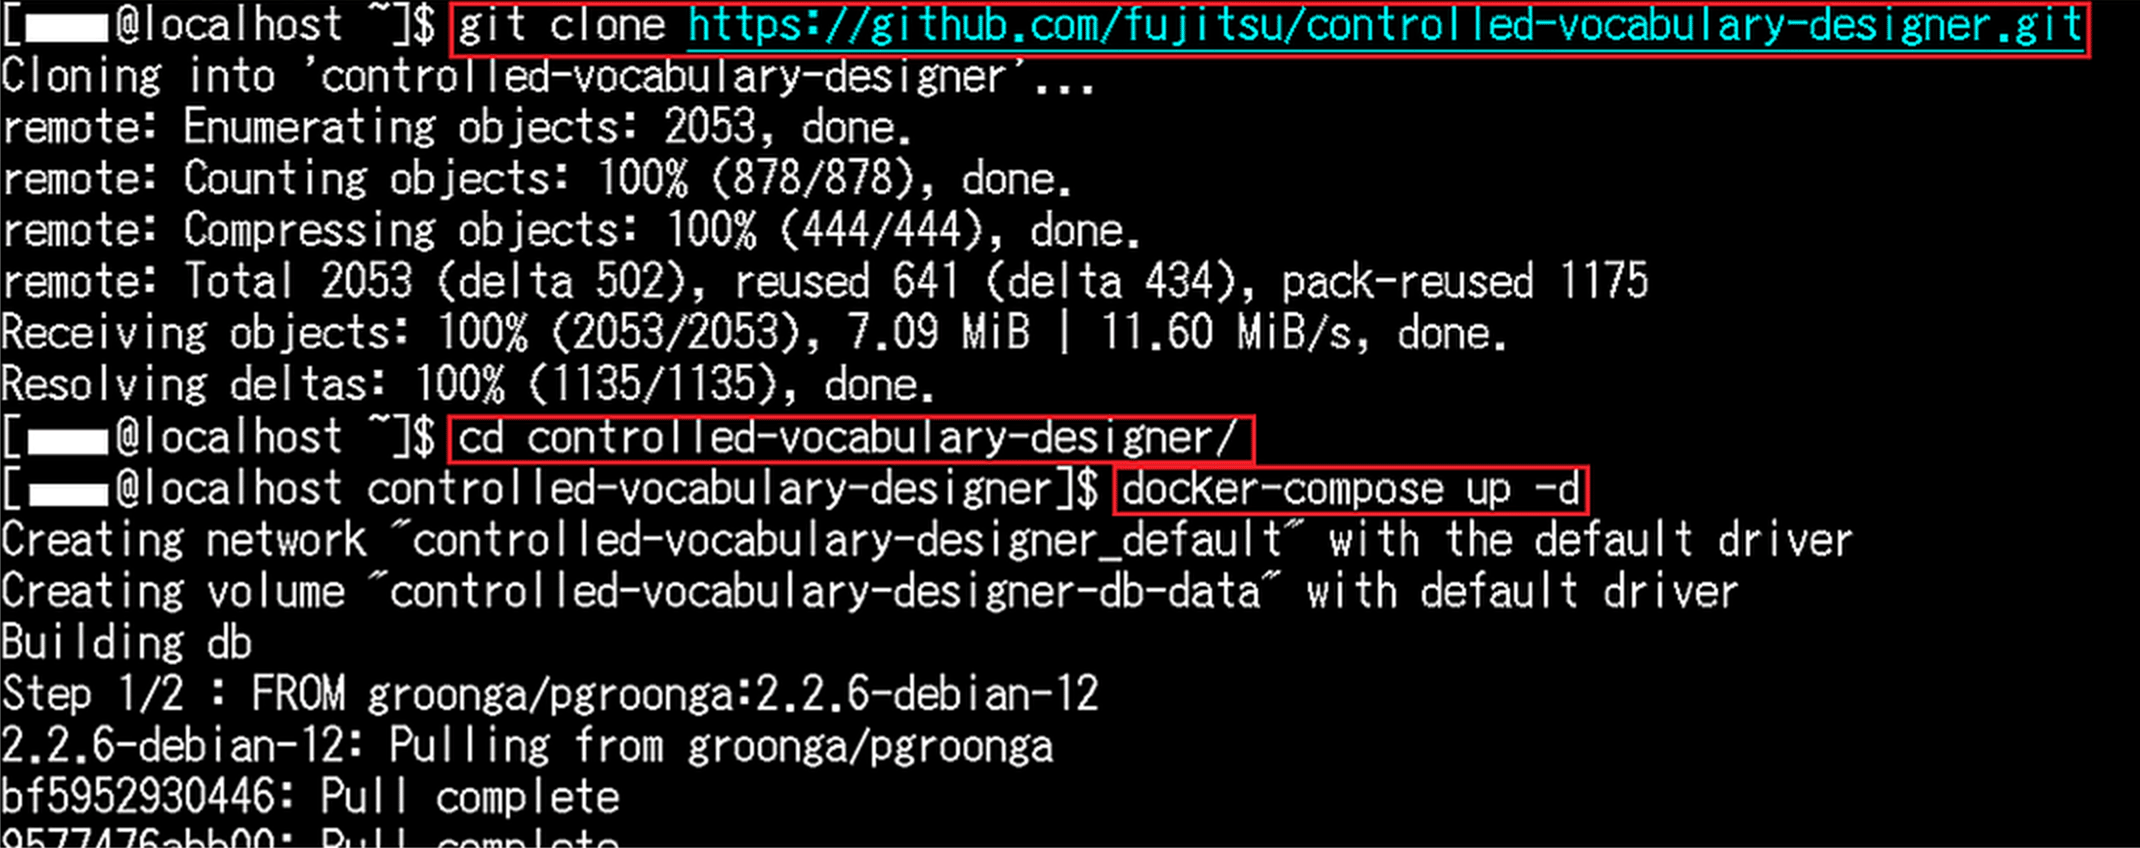 [ @localhost ~]$ git clone https://github.com/fujitsu/controlled-vocabulary-designer.git
Cloning into 'controlled-vocabulary-designer'...
remote: Enumerating objects: 2053, done.
remote: Counting objects: 100% (878/878), done.
remote: Compressing objects: 100% (444/444), done.
remote: Total 2053 (delta 502), reused 641 (delta 434), pack-reused 1175
Receiving objects: 100% (2053/2053), 7.09 MiB | 11.60 MiB/s, done.
Resolving deltas: 100% (1135/1135), done.
[ @localhost ~]$ cd controlled-vocabulary-designer/
[ @localhost controlled-vocabulary-designer]$ docker-compose up -d
Creating network "controlled-vocabulary-designer_default" with the default driver
Creating volume "controlled-vocabulary-designer-db-data" with default driver
Building db
Step 1/2 : FROM groonga/pgroonga:2.2.6-debian-12
2.2.6-debian-12: Pulling from groonga/pgroonga
bf5952930446: Pull complete
Pull complete